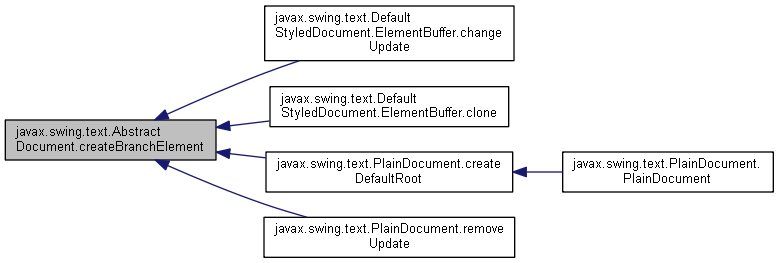 javax.swing.text.Default
StyledDocument.ElementBuffer.change
Update
javax.swing.text.Default
StyledDocument.ElementBuffer.clone
javax.swing.text.Abstract
Document.createBranchElement
javax.swing.text.PlainDocument.create
DefaultRoot
javax.swing.text.PlainDocument.
PlainDocument
javax.swing.text.PlainDocument.remove
Update